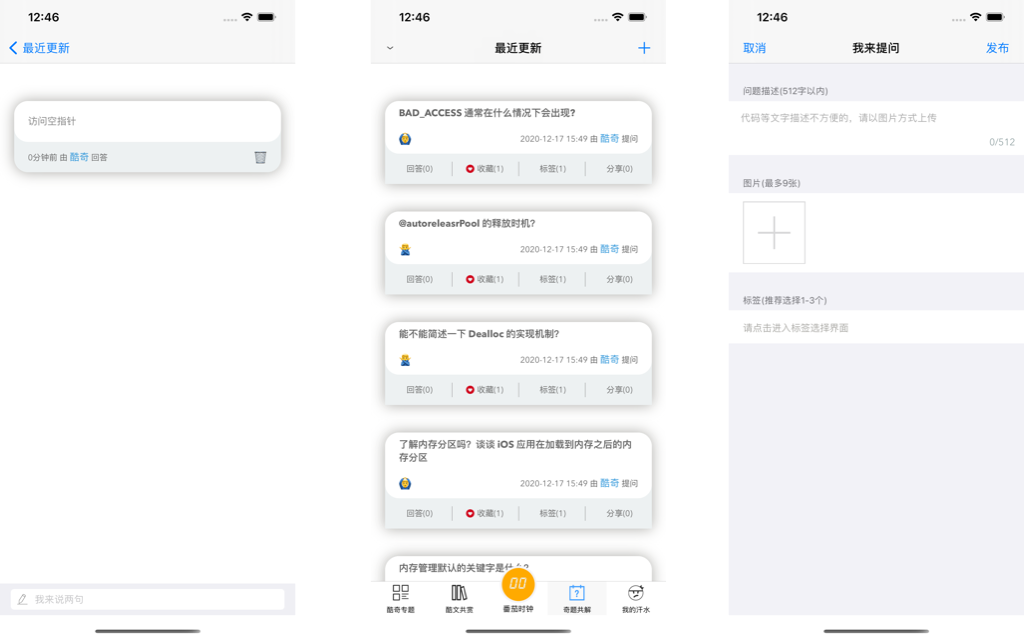 12:46
最近更新
访问空指针
0分钟前 由 酷奇 回答
我来说两句
12:46
最近更新
BAD_ACCESS 通常在什么情况下会出现?
2020-12-17 15:49 由 酷奇 提问
回答(0) 收藏(1) 标签(1) 分享(0)
@autoreleasrPool 的释放时机?
2020-12-17 15:49 由 酷奇 提问
回答(0) 收藏(1) 标签(1) 分享(0)
能不能简述一下 Dealloc 的实现机制?
2020-12-17 15:49 由 酷奇 提问
回答(0) 收藏(1) 标签(1) 分享(0)
了解内存分区吗? 谈谈 iOS 应用在加载到内存之后的内
存分区
2020-12-17 15:49 由 酷奇 提问
回答(0) 收藏(1) 标签(1) 分享(0)
内存管理默认的关键字是什么?
00
酷奇专题 酷文共赏 番茄时钟 奇题共解 我的汗水
12:46
取消 我来提问 发布
问题描述(512字以内)
代码等文字描述不方便的、请以图片方式上传
0/512
图片(最多9张)
标签(推荐选择1-3个)
请点击进入标签选择界面